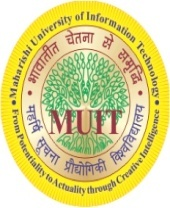 Maharishi University of Information Technology
भावातीत चेतना से समृद्धि
MUIT
महर्षि सूचना प्रौद्योगिकी विश्वविद्यालय
From Potentiality to Actuality through Creative Intelligence